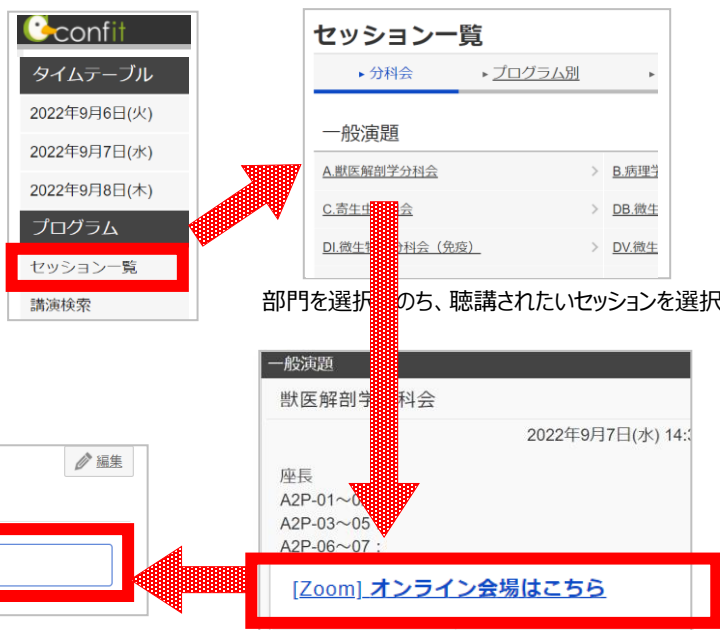 confit
タイムテーブル
2022年9月6日(火)
2022年9月7日(水)
2022年9月8日(木)
プログラム
セッション一覧
講演検索
セッション一覧
▸ 分科会 ▸ プログラム別 ▸
一般演題
A.獣医解剖学分科会 > B.病理学
C.寄生 会 > DB.微生
DI.微生 分科会（免疫） > DV.微生
部門を選択 のち、聴講されたいセッションを選択
一般演題
獣医解剖学 科会
2022年9月7日(水) 14:
座長
A2P-01～0
A2P-03～05
A2P-06～07 :
[Zoom] オンライン会場はこちら
編集